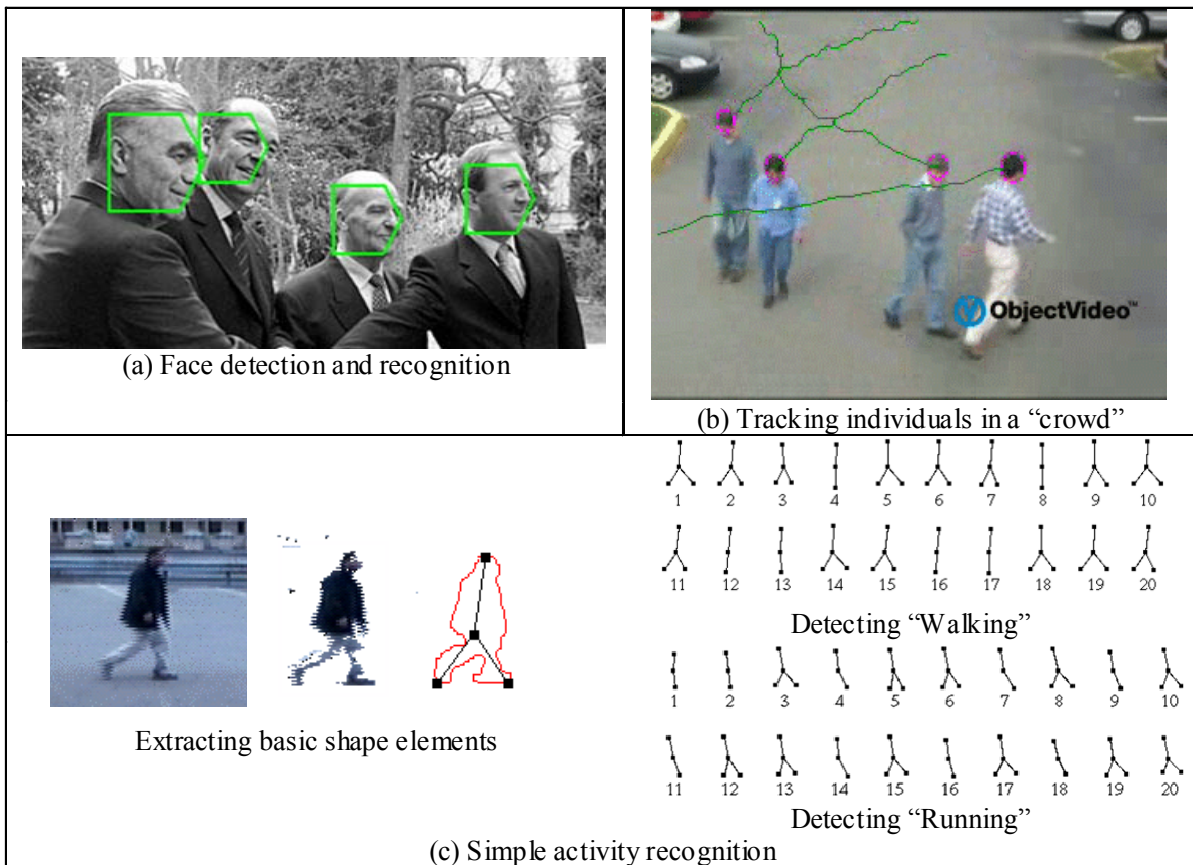 (a) Face detection and recognition
ObjectVideo™
(b) Tracking individuals in a “crowd”
Extracting basic shape elements
1 2 3 4 5 6 7 8 9 10
11 12 13 14 15 16 17 18 19 20
Detecting “Walking”
1 2 3 4 5 6 7 8 9 10
11 12 13 14 15 16 17 18 19 20
Detecting “Running”
(c) Simple activity recognition